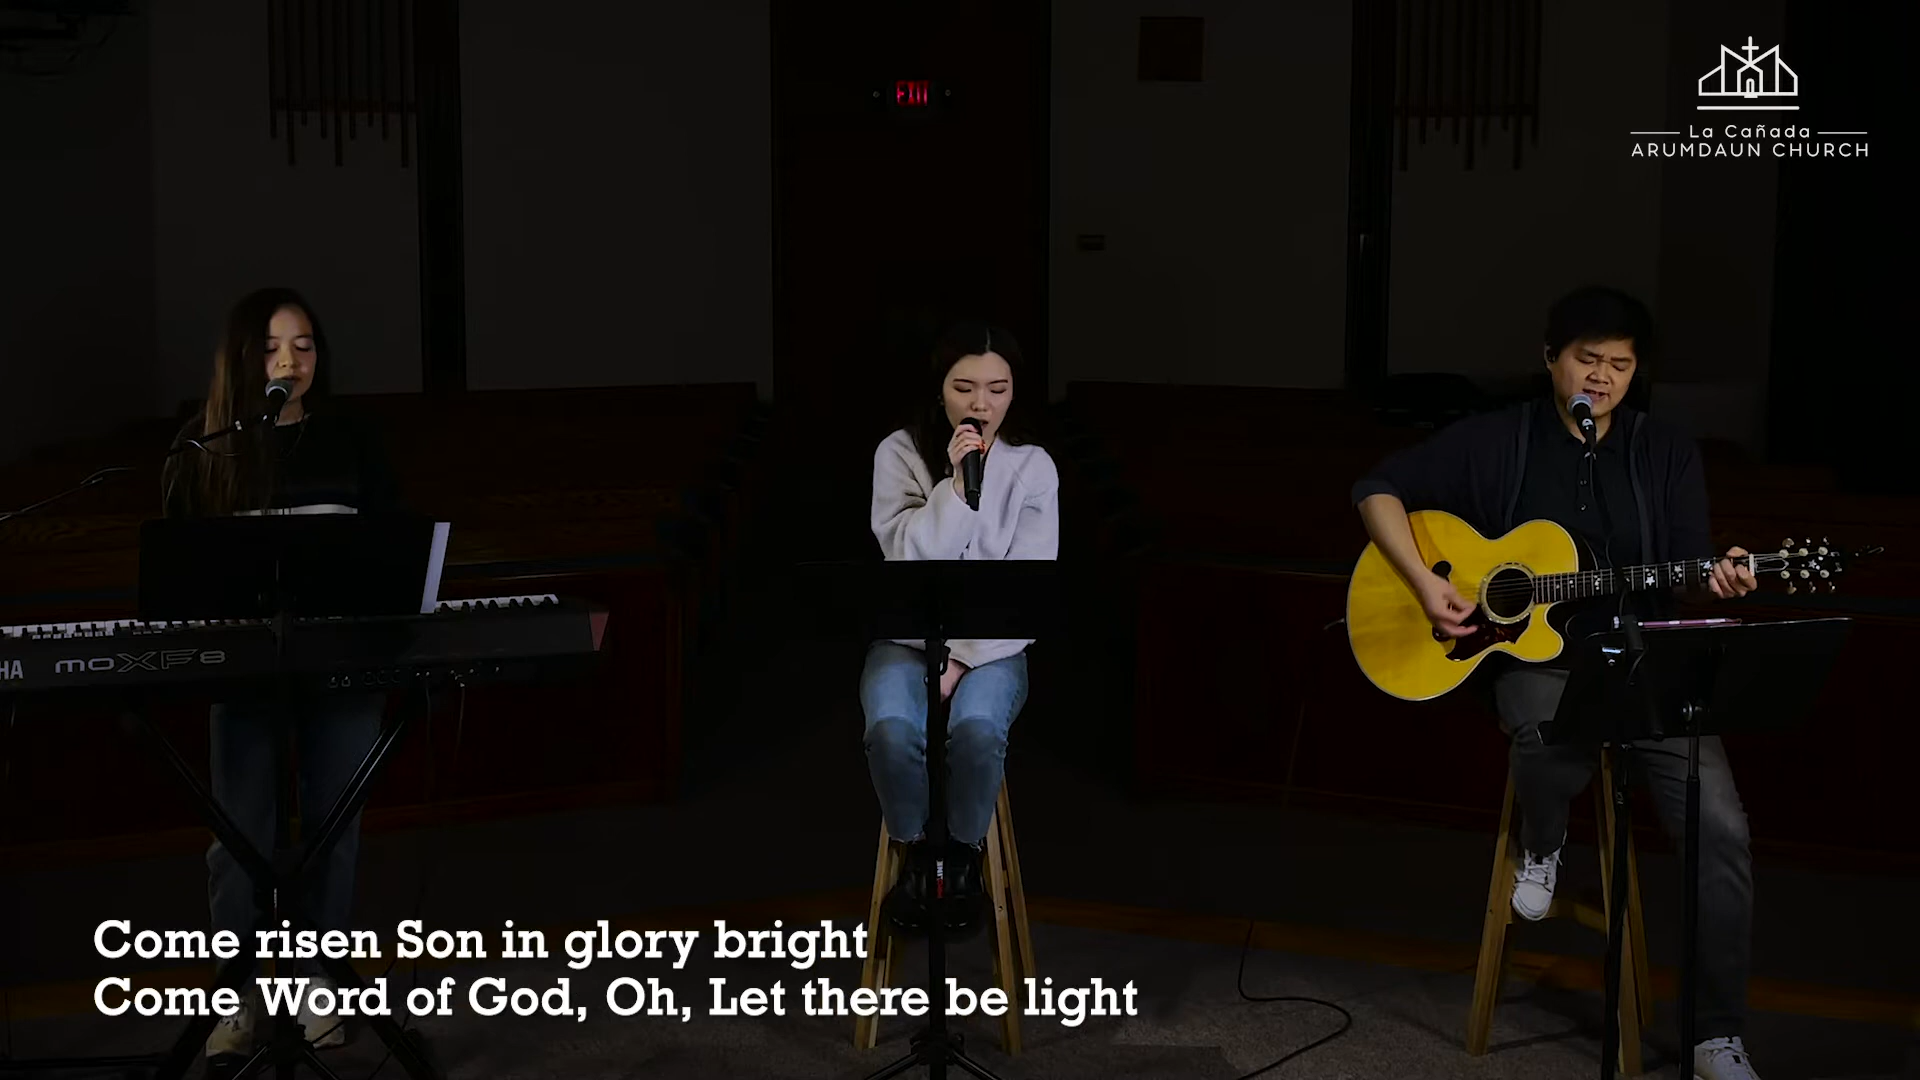 EXIT
La Cañada
ARUMDAUN CHURCH
HA
MOXF8
Come risen Son in glory bright
Come Word of God, Oh, Let there be light